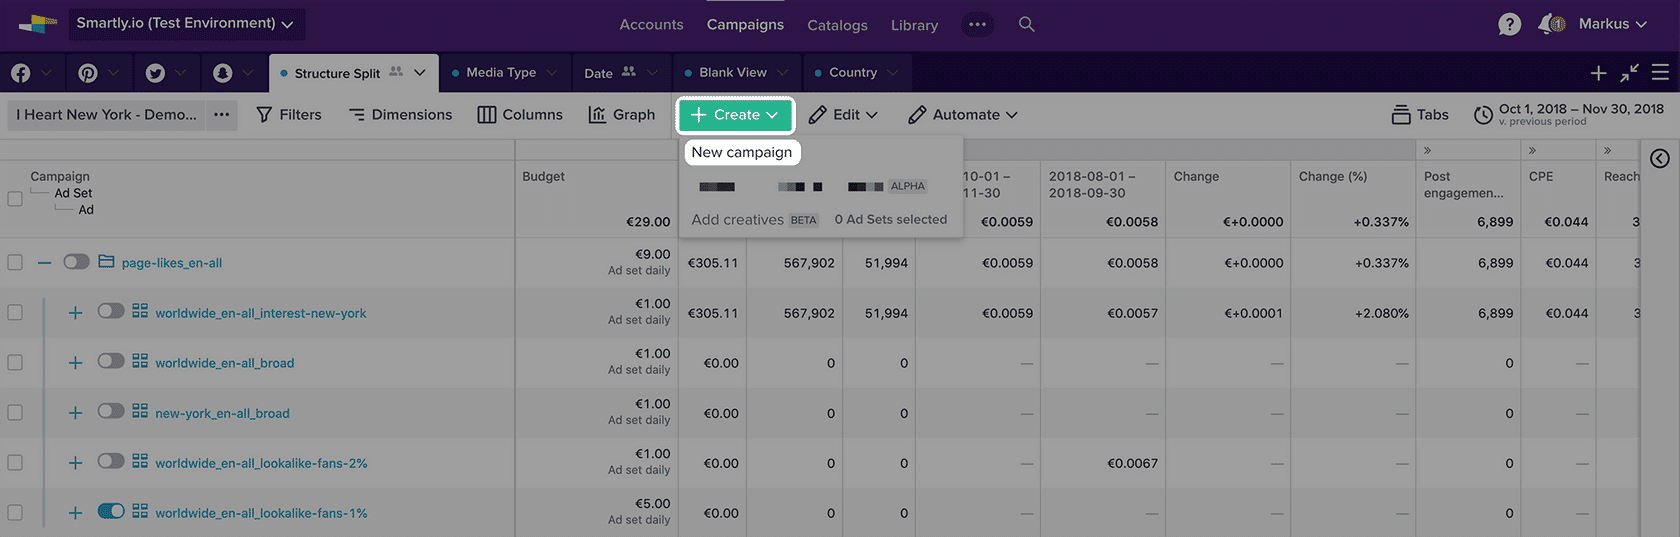 Smartly.io (Test Environment)
Accounts Campaigns Catalogs Library ••• ? 1 Markus
Structure Split Media Type Date Blank View Country
I Heart New York - Demo... ••• Filters Dimensions Columns Graph + Create Edit Automate Tabs Oct 1, 2018 – Nov 30, 2018
v. previous period
New campaign
ALPHA
Add creatives BETA 0 Ad Sets selected
» » »
Campaign Budget 10-01 – 2018-08-01 – Change Change (%) Post CPE Reach
Ad Set 11-30 2018-09-30 engagemen...
Ad
€29.00 €0.0059 €0.0058 €+0.0000 +0.337% 6,899 €0.044 3
page-likes_en-all €9.00 €305.11 567,902 51,994 €0.0059 €0.0058 €+0.0000 +0.337% 6,899 €0.044 3
Ad set daily
worldwide_en-all_interest-new-york €1.00 €305.11 567,902 51,994 €0.0059 €0.0057 €+0.0001 +2.080% 6,899 €0.044 3
Ad set daily
worldwide_en-all_broad €1.00 €0.00 0 0 — — — — 0 —
Ad set daily
new-york_en-all_broad €1.00 €0.00 0 0 — — — — 0 —
Ad set daily
worldwide_en-all_lookalike-fans-2% €1.00 €0.00 0 0 — €0.0067 — — 0 —
Ad set daily
worldwide_en-all_lookalike-fans-1% €5.00 €0.00 0 0 — — — — 0 —
Ad set daily